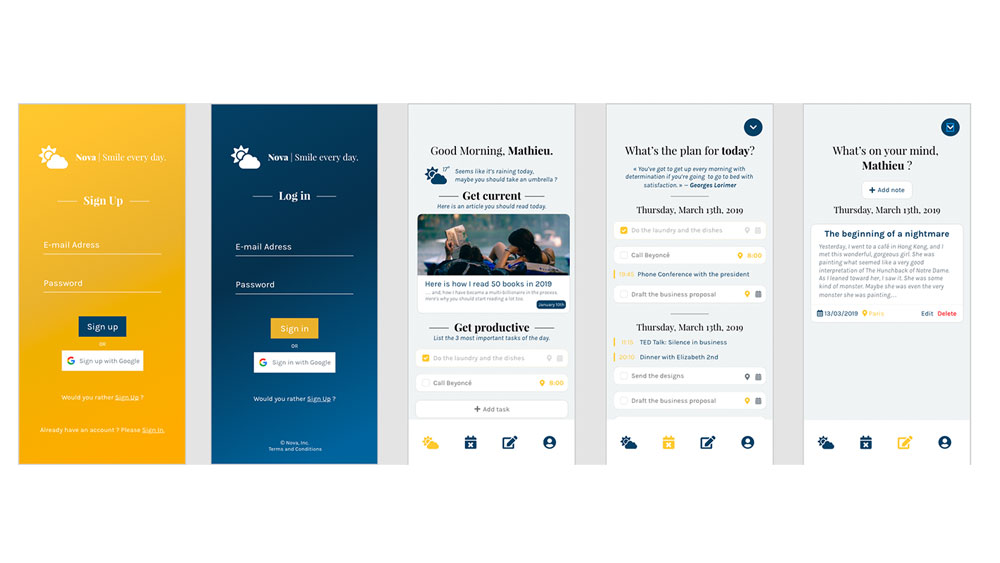 Nova | Smile every day.
Sign Up
E-mail Adress
Password
Sign up
OR
Sign up with Google
Would you rather Sign Up ?
Already have an account ? Please Sign In.
Nova | Smile every day.
Log in
E-mail Adress
Password
Sign in
OR
Sign in with Google
Would you rather Sign Up ?
© Nova, Inc.
Terms and Conditions
Good Morning, Mathieu.
17°
Seems like it's raining today,
maybe you should take an umbrella ?
Get current
Here is an article you should read today.
Here is how I read 50 books in 2019
... and, how I have became a multi-billionaire in the process.
Here's why you should start reading a lot too.
January 10th
Get productive
List the 3 most important tasks of the day.
Do the laundry and the dishes
Call Beyoncé
8:00
Add task
What's the plan for today?
« You've got to get up every morning with
determination if you're going to go to bed with
satisfaction. » — Georges Lorimer
Thursday, March 13th, 2019
Do the laundry and the dishes
Call Beyoncé
8:00
10:45 Phone Conference with the president
Draft the business proposal
Thursday, March 13th, 2019
11:15 TED Talk: Silence in business
20:10 Dinner with Elizabeth 2nd
Send the designs
Draft the business proposal
What's on your mind,
Mathieu ?
Add note
Thursday, March 13th, 2019
The beginning of a nightmare
Yesterday, I went to a café in Hong Kong, and I
met this wonderful, gorgeous girl. She was
painting what seemed like a very good
interpretation of The Hunchback of Notre Dame.
As I leaned toward her, I saw it. She was some
kind of monster. Maybe she was even the very
monster she was painting,...
13/03/2019 Paris Edit Delete